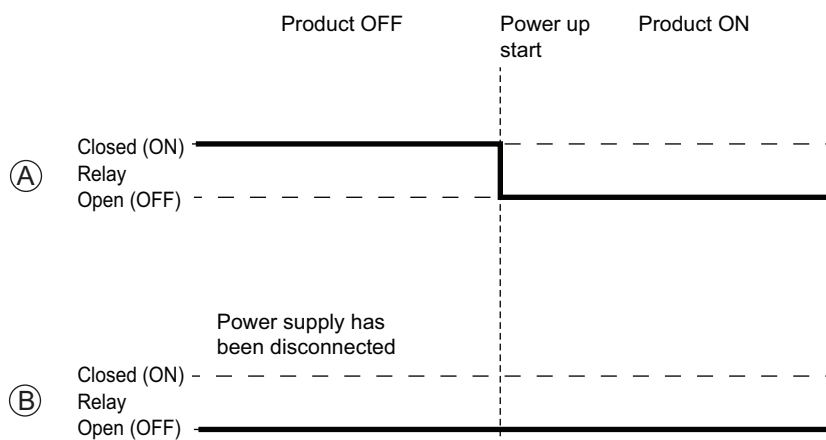 Product OFF
Power up
start
Product ON
Closed (ON)
Ⓐ Relay
Open (OFF)
Power supply has
been disconnected
Closed (ON)
Ⓑ Relay
Open (OFF)